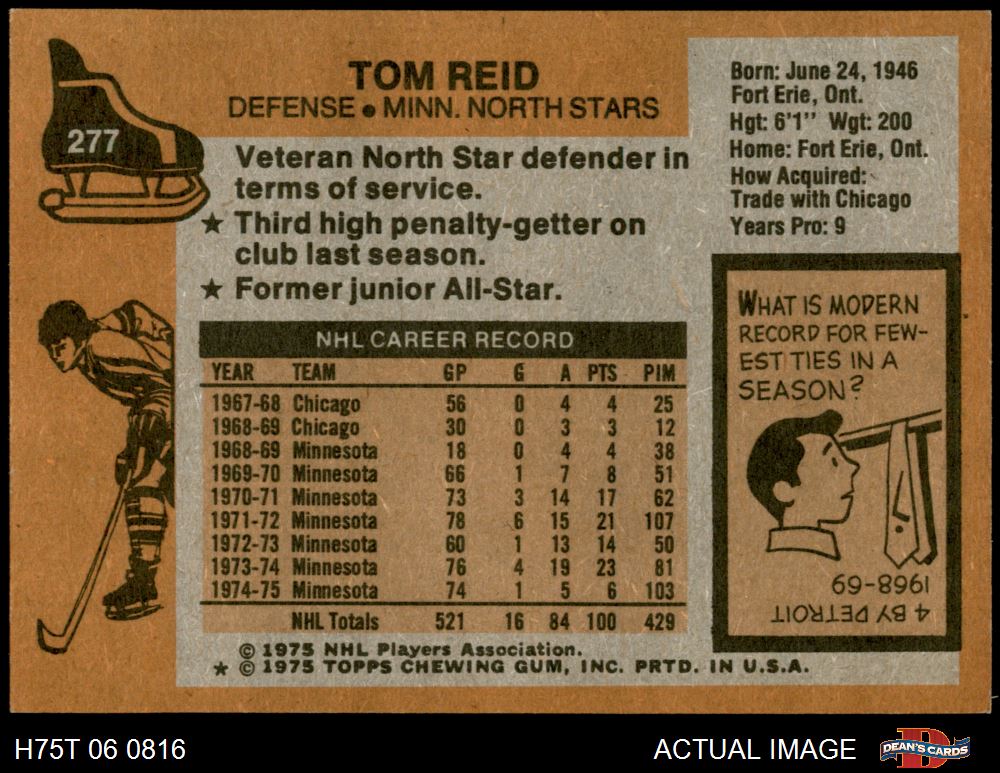 TOM REID
DEFENSE ● MINN. NORTH STARS
277
Veteran North Star defender in
terms of service.
★ Third high penalty-getter on
club last season.
★ Former junior All-Star.
Born: June 24, 1946
Fort Erie, Ont.
Hgt: 6'1'' Wgt: 200
Home: Fort Erie, Ont.
How Acquired:
Trade with Chicago
Years Pro: 9
NHL CAREER RECORD
YEAR TEAM GP G A PTS PIM
1967-68 Chicago 56 0 4 4 25
1968-69 Chicago 30 0 3 3 12
1968-69 Minnesota 18 0 4 4 38
1969-70 Minnesota 66 1 7 8 51
1970-71 Minnesota 73 3 14 17 62
1971-72 Minnesota 78 6 15 21 107
1972-73 Minnesota 60 1 13 14 50
1973-74 Minnesota 76 4 19 23 81
1974-75 Minnesota 74 1 5 6 103
NHL Totals 521 16 84 100 429
WHAT IS MODERN
RECORD FOR FEW-
EST TIES IN A
SEASON?
4 BY DETROIT
1968-69
© 1975 NHL Players Association.
★ © 1975 TOPPS CHEWING GUM, INC. PRTD. IN U.S.A.
H75T 06 0816
ACTUAL IMAGE
DEAN'S CARDS